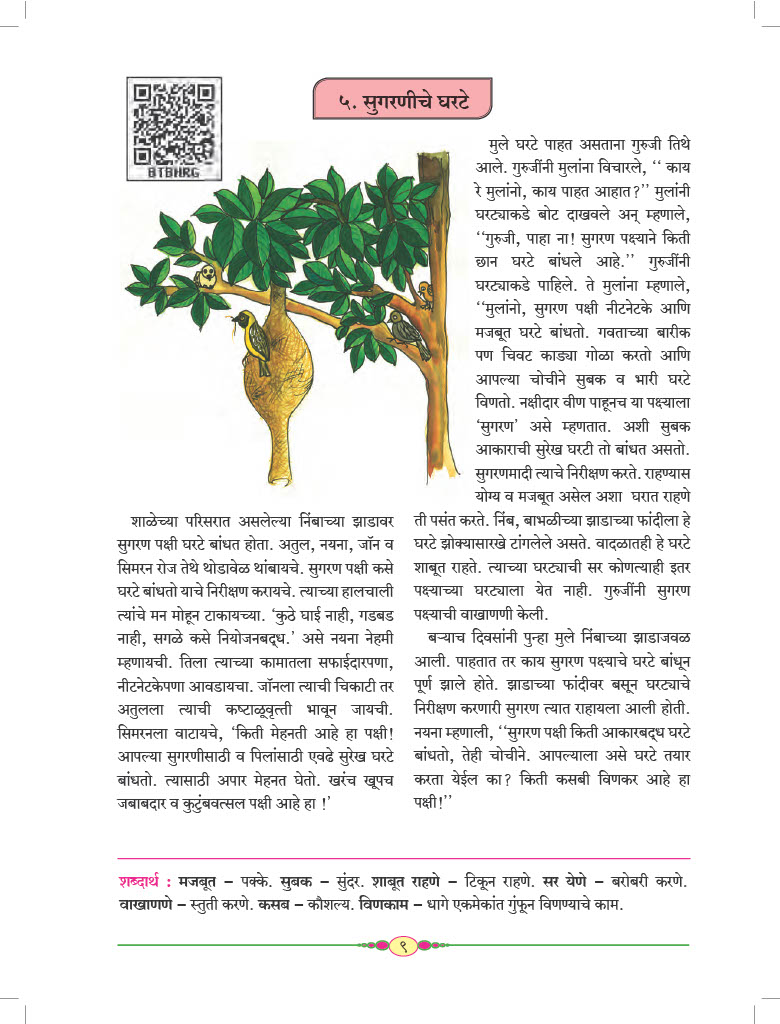 ५. सुगरणीचे घरटे
BTBHRG
शाळेच्या परिसरात असलेल्या निंबाच्या झाडावर
सुगरण पक्षी घरटे बांधत होता. अतुल, नयना, जॉन व
सिमरन रोज तेथे थोडावेळ थांबायचे. सुगरण पक्षी कसे
घरटे बांधतो याचे निरीक्षण करायचे. त्याच्या हालचाली
त्यांचे मन मोहून टाकायच्या. ‘कुठे घाई नाही, गडबड
नाही, सगळे कसे नियोजनबद्ध.’ असे नयना नेहमी
म्हणायची. तिला त्याच्या कामातला सफाईदारपणा,
नीटनेटकेपणा आवडायचा. जॉनला त्याची चिकाटी तर
अतुलला त्याची कष्टाळूवृत्ती भावून जायची.
सिमरनला वाटायचे, ‘किती मेहनती आहे हा पक्षी!
आपल्या सुगरणीसाठी व पिलांसाठी एवढे सुरेख घरटे
बांधतो. त्यासाठी अपार मेहनत घेतो. खरंच खूपच
जबाबदार व कुटुंबवत्सल पक्षी आहे हा !’
मुले घरटे पाहत असताना गुरुजी तिथे
आले. गुरुजींनी मुलांना विचारले, ‘‘ काय
रे मुलांनो, काय पाहत आहात?’’ मुलांनी
घरट्याकडे बोट दाखवले अन् म्हणाले,
‘‘गुरुजी, पाहा ना! सुगरण पक्ष्याने किती
छान घरटे बांधले आहे.’’ गुरुजींनी
घरट्याकडे पाहिले. ते मुलांना म्हणाले,
‘‘मुलांनो, सुगरण पक्षी नीटनेटके आणि
मजबूत घरटे बांधतो. गवताच्या बारीक
पण चिवट काड्या गोळा करतो आणि
आपल्या चोचीने सुबक व भारी घरटे
विणतो. नक्षीदार वीण पाहूनच या पक्ष्याला
‘सुगरण’ असे म्हणतात. अशी सुबक
आकाराची सुरेख घरटी तो बांधत असतो.
सुगरणमादी त्याचे निरीक्षण करते. राहण्यास
योग्य व मजबूत असेल अशा घरात राहणे
ती पसंत करते. निंब, बाभळीच्या झाडाच्या फांदीला हे
घरटे झोक्यासारखे टांगलेले असते. वादळातही हे घरटे
शाबूत राहते. त्याच्या घरट्याची सर कोणत्याही इतर
पक्ष्याच्या घरट्याला येत नाही. गुरुजींनी सुगरण
पक्ष्याची वाखाणणी केली.
बऱ्याच दिवसांनी पुन्हा मुले निंबाच्या झाडाजवळ
आली. पाहतात तर काय सुगरण पक्ष्याचे घरटे बांधून
पूर्ण झाले होते. झाडाच्या फांदीवर बसून घरट्याचे
निरीक्षण करणारी सुगरण त्यात राहायला आली होती.
नयना म्हणाली, ‘‘सुगरण पक्षी किती आकारबद्ध घरटे
बांधतो, तेही चोचीने. आपल्याला असे घरटे तयार
करता येईल का? किती कसबी विणकर आहे हा
पक्षी!’’
शब्दार्थ : मजबूत – पक्के. सुबक – सुंदर. शाबूत राहणे – टिकून राहणे. सर येणे – बरोबरी करणे.
वाखाणणे – स्तुती करणे. कसब – कौशल्य. विणकाम – धागे एकमेकांत गुंफून विणण्याचे काम.
९